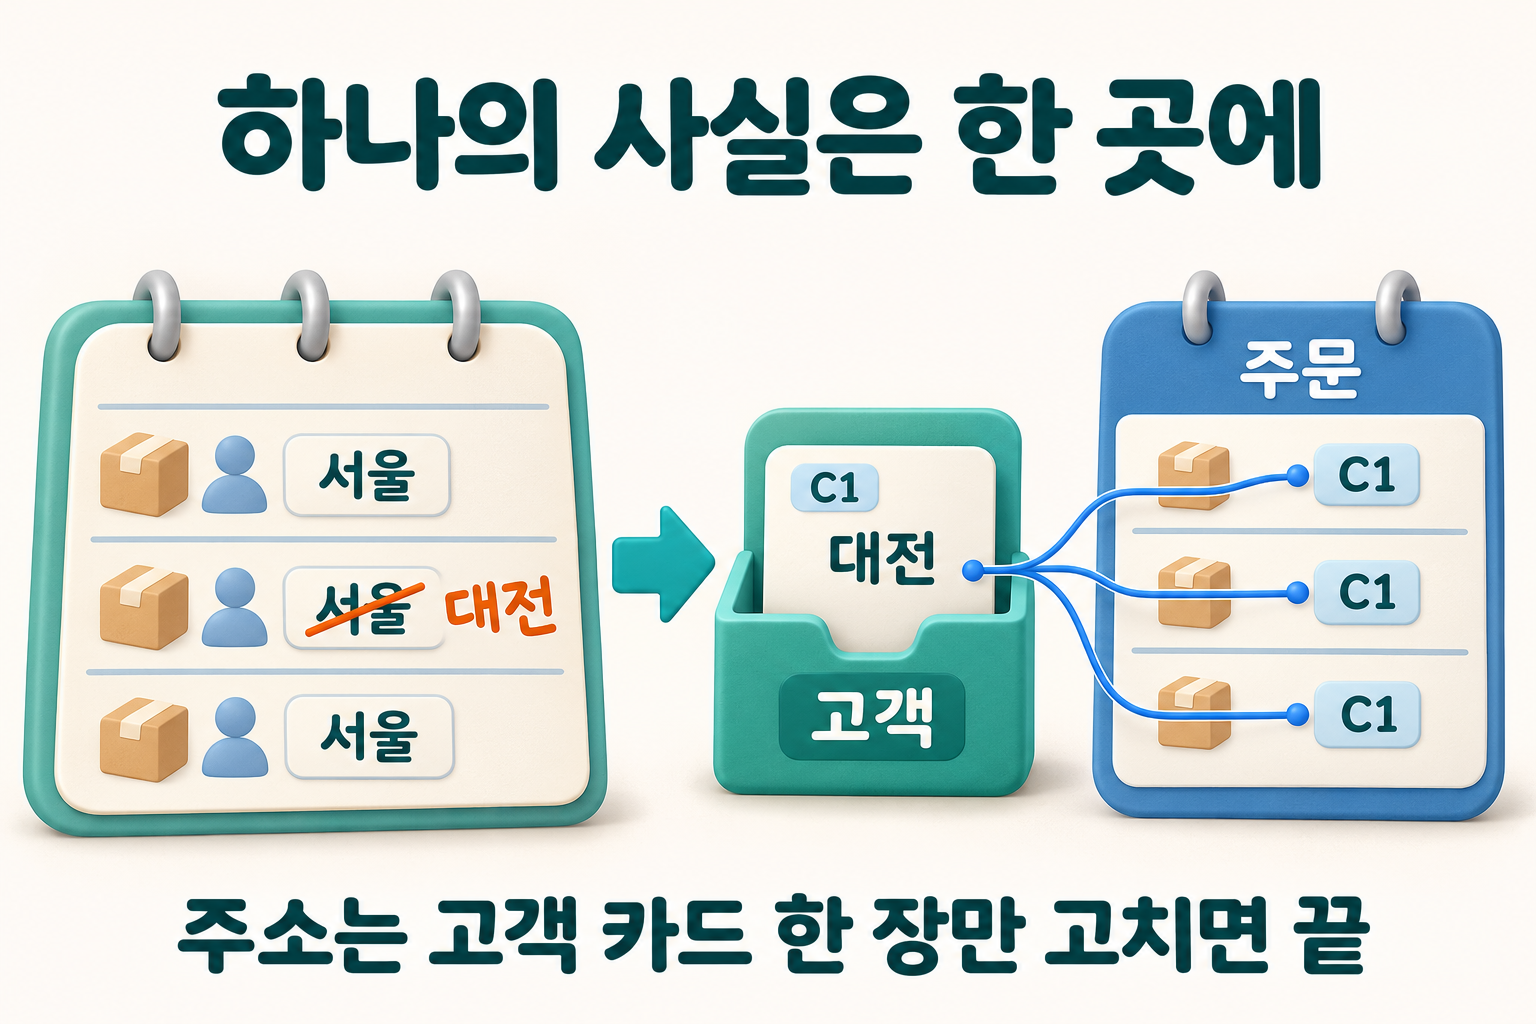 하나의 사실은 한 곳에
서울
서울 대전
서울
C1
대전
고객
주문
C1
C1
C1
주소는 고객 카드 한 장만 고치면 끝